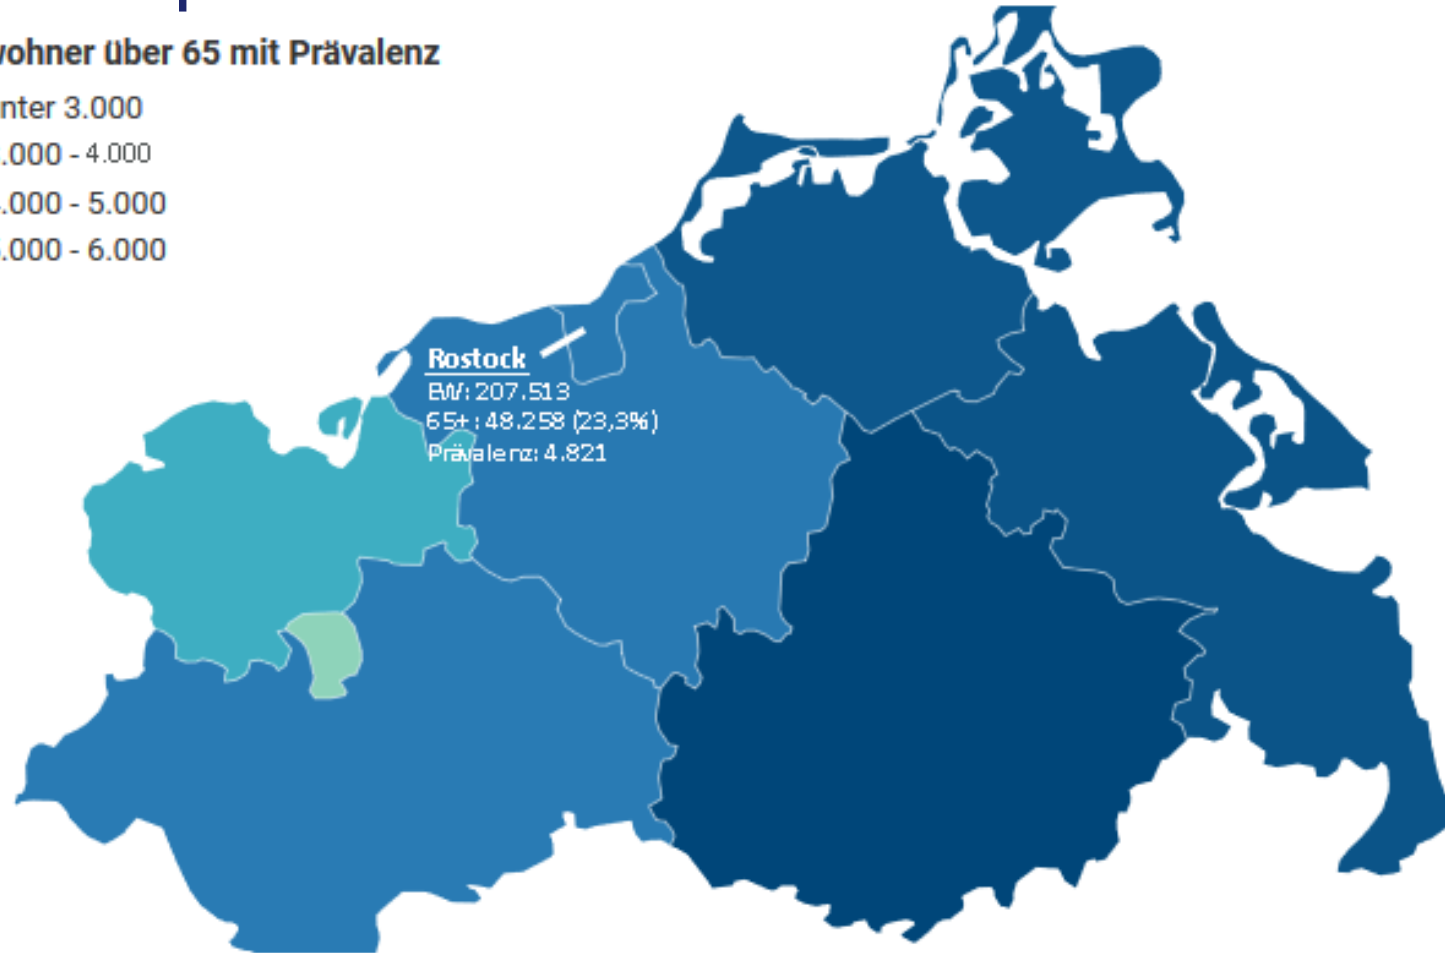 wohner über 65 mit Prävalenz
nter 3.000
.000 - 4.000
.000 - 5.000
.000 - 6.000
Rostock
EW: 207.513
65+ : 48.258 (23,3%)
Prävalenz: 4.821